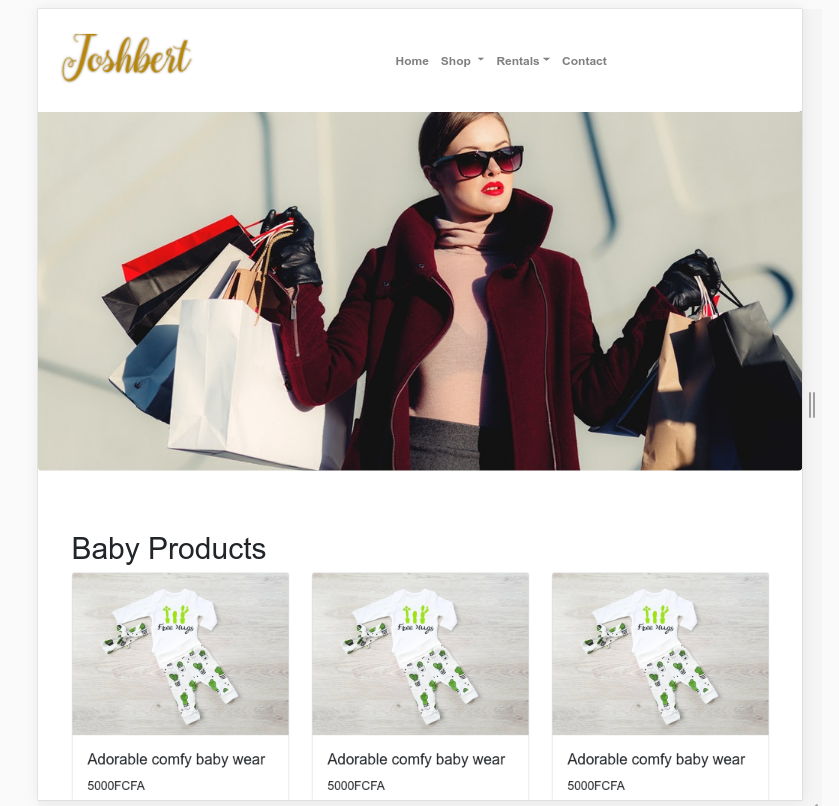 Joshbert
Home Shop Rentals Contact
Baby Products
Free Hugs Free Hugs Free Hugs
Adorable comfy baby wear Adorable comfy baby wear Adorable comfy baby wear
5000FCFA 5000FCFA 5000FCFA